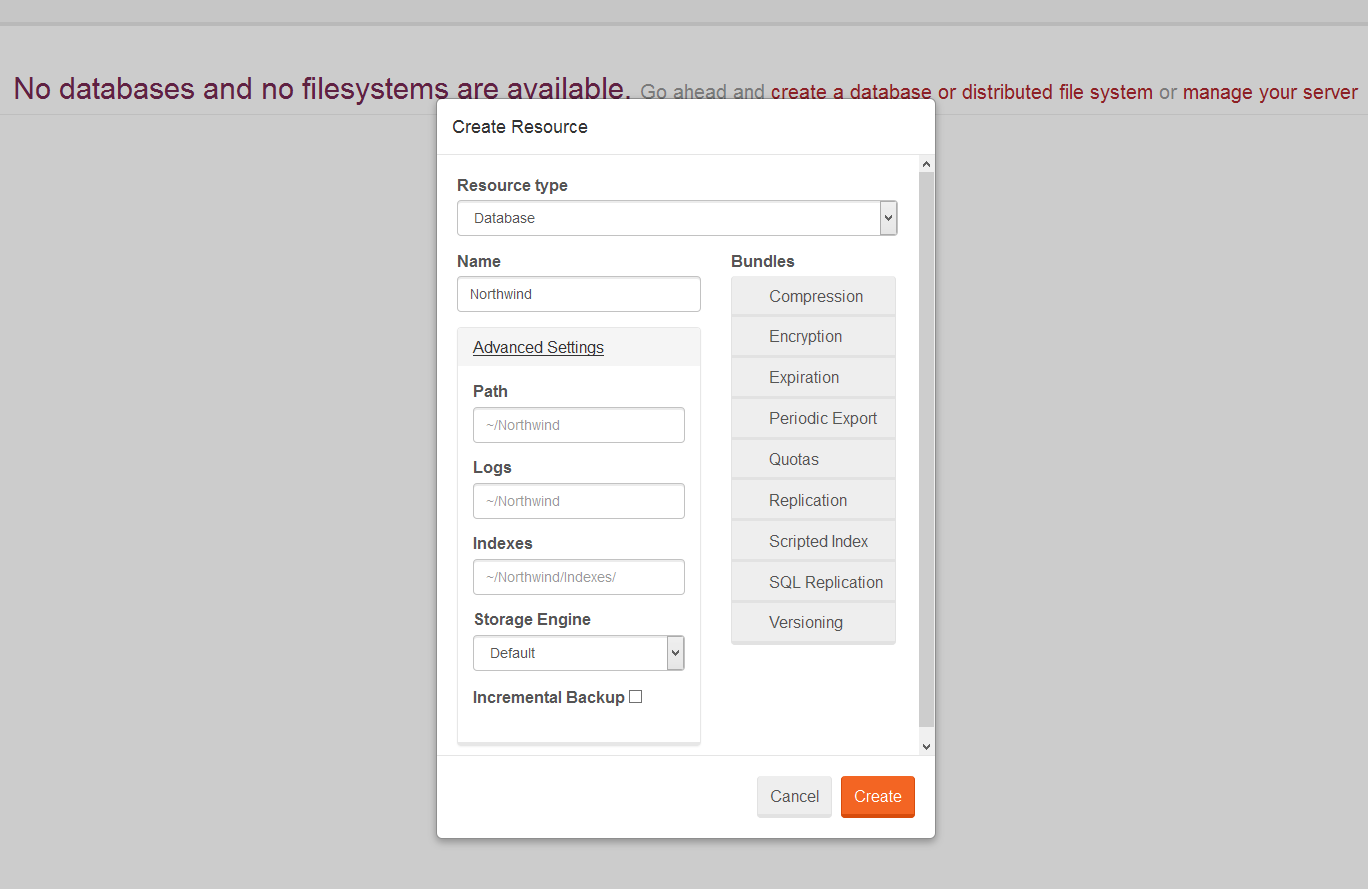 No databases and no filesystems are available. Go ahead and create a database or distributed file system or manage your server
Create Resource
Resource type
Database
Name
Northwind
Advanced Settings
Path
~/Northwind
Logs
~/Northwind
Indexes
~/Northwind/Indexes/
Storage Engine
Default
Incremental Backup
Bundles
Compression
Encryption
Expiration
Periodic Export
Quotas
Replication
Scripted Index
SQL Replication
Versioning
Cancel
Create